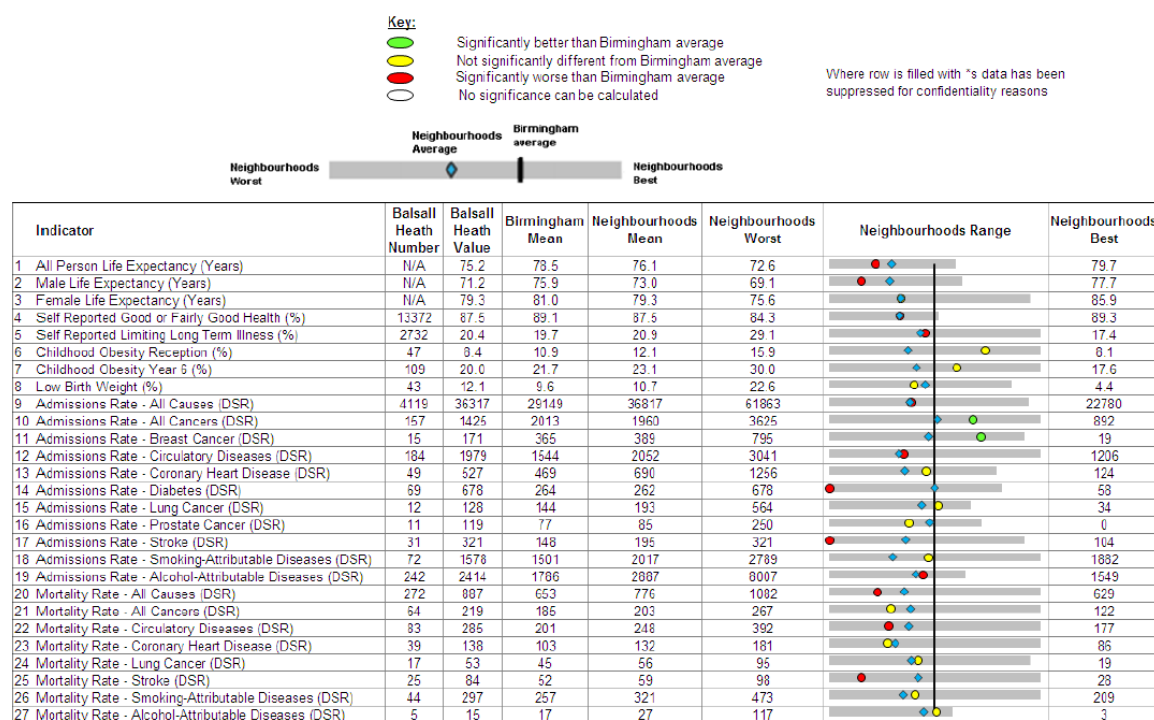 Key:
Significantly better than Birmingham average
Not significantly different from Birmingham average
Significantly worse than Birmingham average
No significance can be calculated
Where row is filled with *s data has been
suppressed for confidentiality reasons
Neighbourhoods
Average
Birmingham
average
Neighbourhoods
Worst
Neighbourhoods
Best
Indicator Balsall Heath Number Balsall Heath Value Birmingham Mean Neighbourhoods Mean Neighbourhoods Worst Neighbourhoods Range Neighbourhoods Best
1 All Person Life Expectancy (Years) N/A 75.2 78.5 76.1 72.6 79.7
2 Male Life Expectancy (Years) N/A 71.2 75.9 73.0 69.1 77.7
3 Female Life Expectancy (Years) N/A 79.3 81.0 79.3 75.6 85.9
4 Self Reported Good or Fairly Good Health (%) 13372 87.5 89.1 87.5 84.3 89.3
5 Self Reported Limiting Long Term Illness (%) 2732 20.4 19.7 20.9 29.1 17.4
6 Childhood Obesity Reception (%) 47 8.4 10.9 12.1 15.9 8.1
7 Childhood Obesity Year 6 (%) 109 20.0 21.7 23.1 30.0 17.6
8 Low Birth Weight (%) 43 12.1 9.6 10.7 22.6 4.4
9 Admissions Rate - All Causes (DSR) 4119 36317 29149 36817 61863 22780
10 Admissions Rate - All Cancers (DSR) 157 1425 2013 1960 3625 892
11 Admissions Rate - Breast Cancer (DSR) 15 171 365 389 795 19
12 Admissions Rate - Circulatory Diseases (DSR) 184 1979 1544 2052 3041 1206
13 Admissions Rate - Coronary Heart Disease (DSR) 49 527 469 690 1256 124
14 Admissions Rate - Diabetes (DSR) 69 678 264 262 678 58
15 Admissions Rate - Lung Cancer (DSR) 12 128 144 193 564 34
16 Admissions Rate - Prostate Cancer (DSR) 11 119 77 85 250 0
17 Admissions Rate - Stroke (DSR) 31 321 148 195 321 104
18 Admissions Rate - Smoking-Attributable Diseases (DSR) 72 1578 1501 2017 2789 1882
19 Admissions Rate - Alcohol-Attributable Diseases (DSR) 242 2414 1786 2887 8007 1549
20 Mortality Rate - All Causes (DSR) 272 887 653 776 1082 629
21 Mortality Rate - All Cancers (DSR) 64 219 185 203 267 122
22 Mortality Rate - Circulatory Diseases (DSR) 83 285 201 248 392 177
23 Mortality Rate - Coronary Heart Disease (DSR) 39 138 103 132 181 86
24 Mortality Rate - Lung Cancer (DSR) 17 53 45 56 95 19
25 Mortality Rate - Stroke (DSR) 25 84 52 59 98 28
26 Mortality Rate - Smoking-Attributable Diseases (DSR) 44 297 257 321 473 209
27 Mortality Rate - Alcohol-Attributable Diseases (DSR) 5 15 17 27 117 3